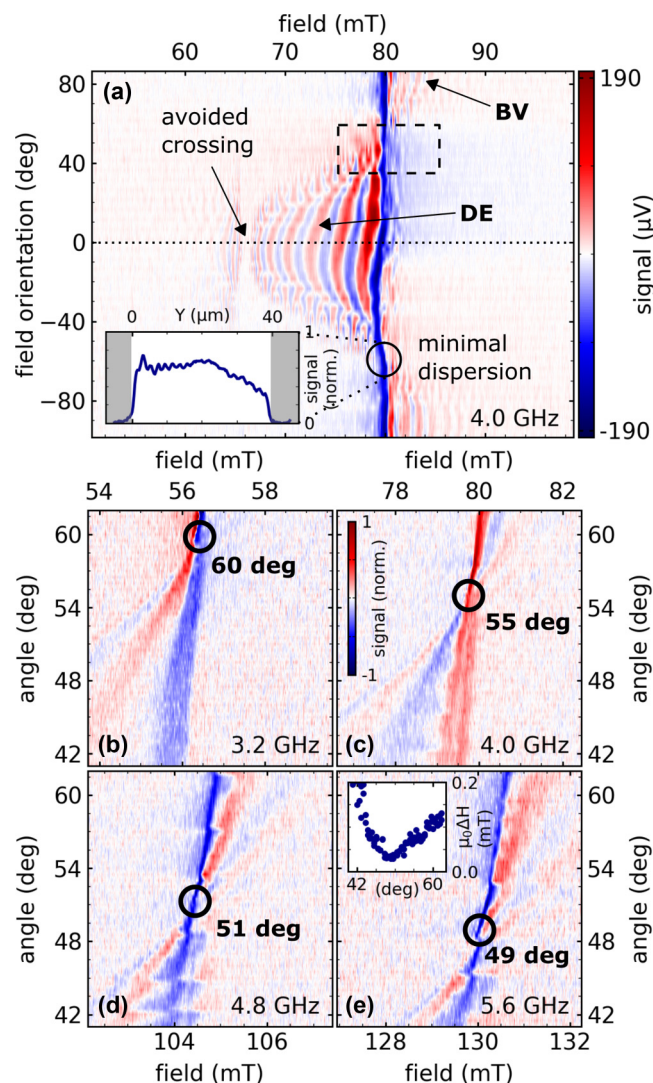 field (mT)
60 70 80 90
(a)
80
40
0
−40
−80
field orientation (deg)
avoided
crossing
BV
DE
Y (μm)
0 40
1
0
signal
(norm.)
minimal
dispersion
4.0 GHz
190
-190
signal (μV)
field (mT) field (mT)
54 56 58 78 80 82
60
54
48
42
angle (deg)
60 deg
(b) 3.2 GHz
1
-1
signal (norm.)
55 deg
(c) 4.0 GHz
60
54
48
42
angle (deg)
60
54
48
42
angle (deg)
51 deg
(d) 4.8 GHz
0.2
0.0
μ₀ΔH
(mT)
42 60
(deg)
49 deg
(e) 5.6 GHz
60
54
48
42
angle (deg)
104 106 128 130 132
field (mT) field (mT)